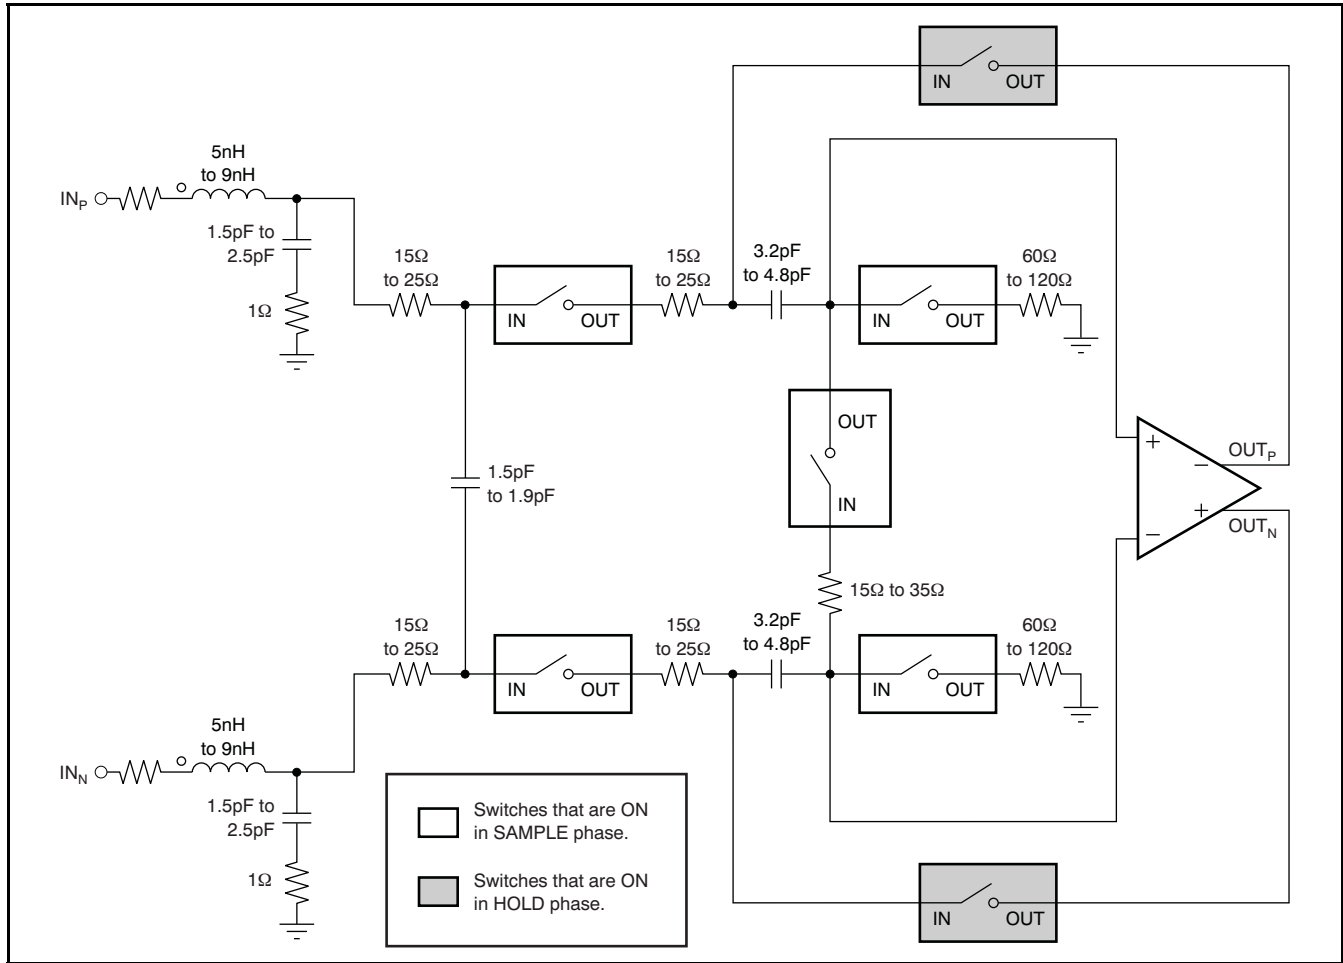 IN OUT
5nH
to 9nH
INP
1.5pF to
2.5pF
1Ω
15Ω
to 25Ω
IN OUT
15Ω
to 25Ω
3.2pF
to 4.8pF
IN OUT
60Ω
to 120Ω
OUT
IN
1.5pF
to 1.9pF
+
−
−
+
OUTP
OUTN
15Ω to 35Ω
15Ω
to 25Ω
IN OUT
15Ω
to 25Ω
3.2pF
to 4.8pF
IN OUT
60Ω
to 120Ω
5nH
to 9nH
INN
1.5pF to
2.5pF
1Ω
Switches that are ON
in SAMPLE phase.
Switches that are ON
in HOLD phase.
IN OUT